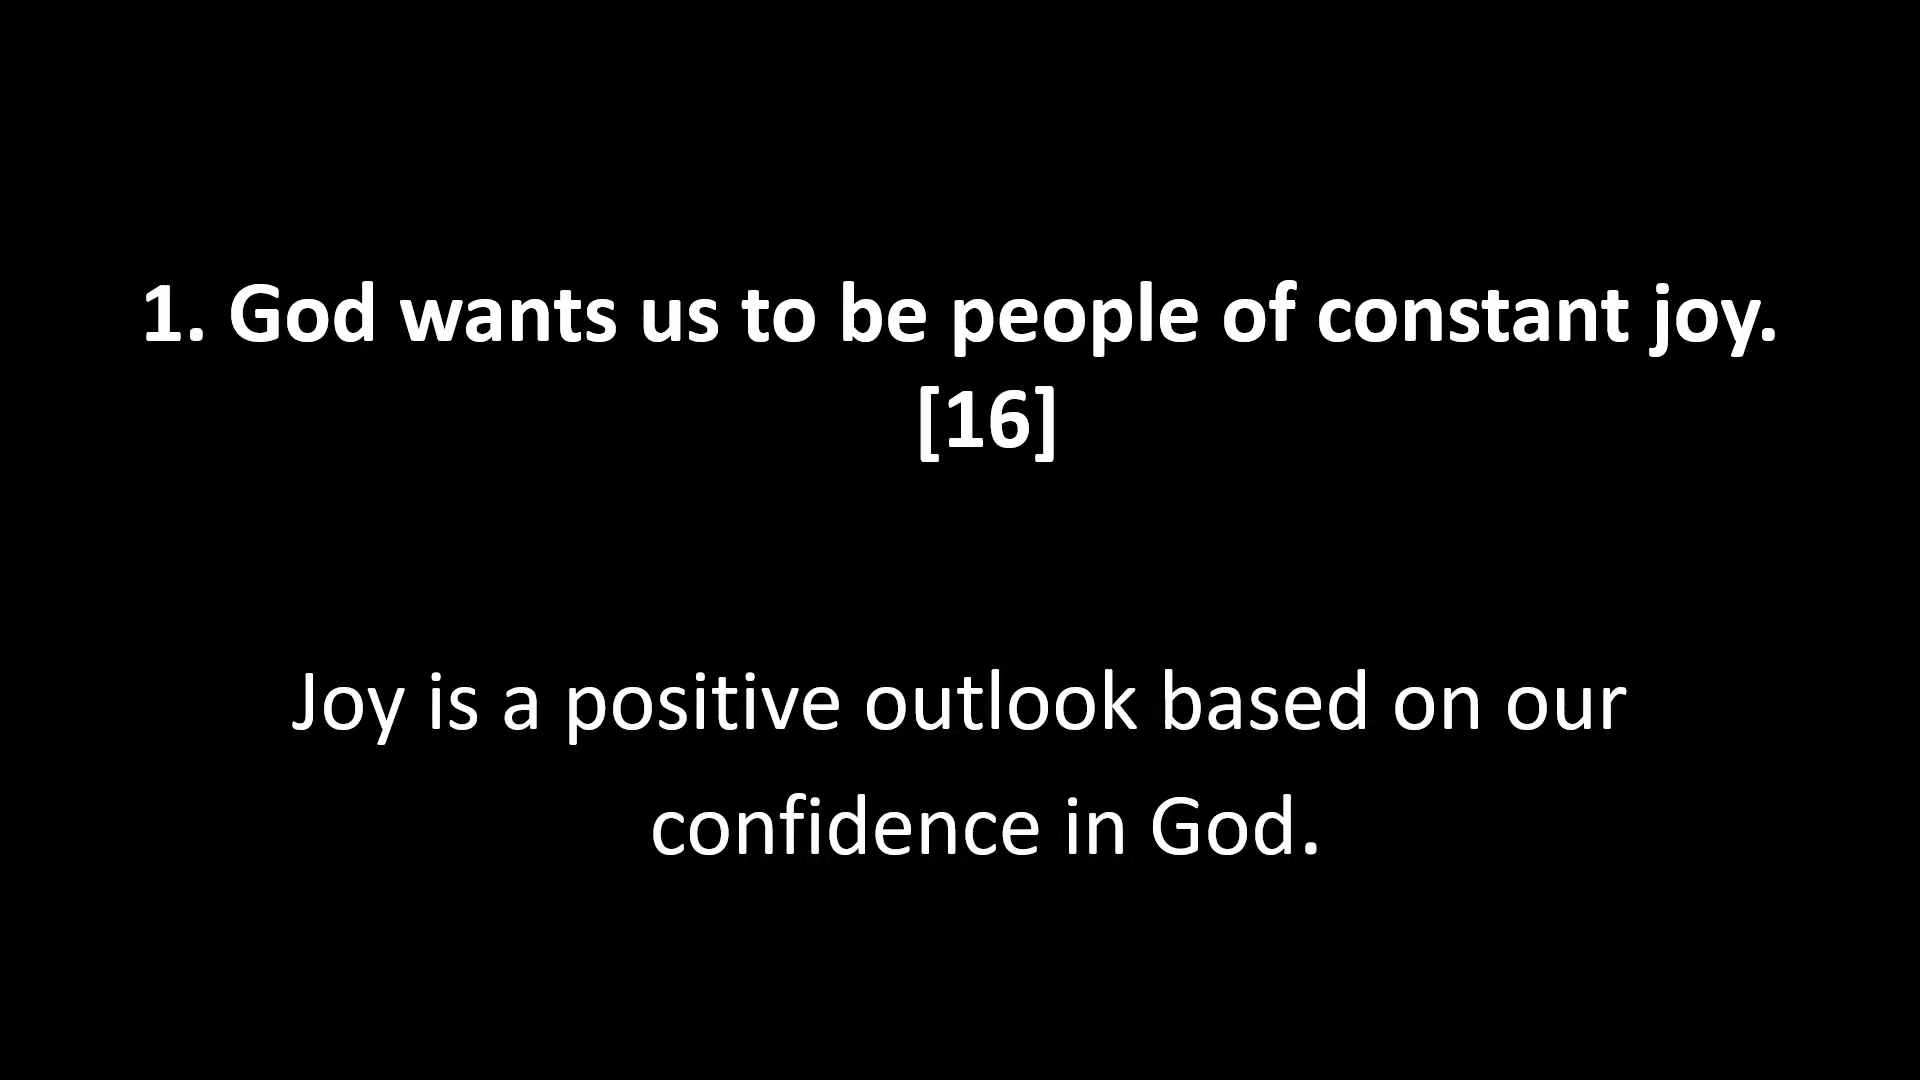 1. God wants us to be people of constant joy.
[16]
Joy is a positive outlook based on our
confidence in God.